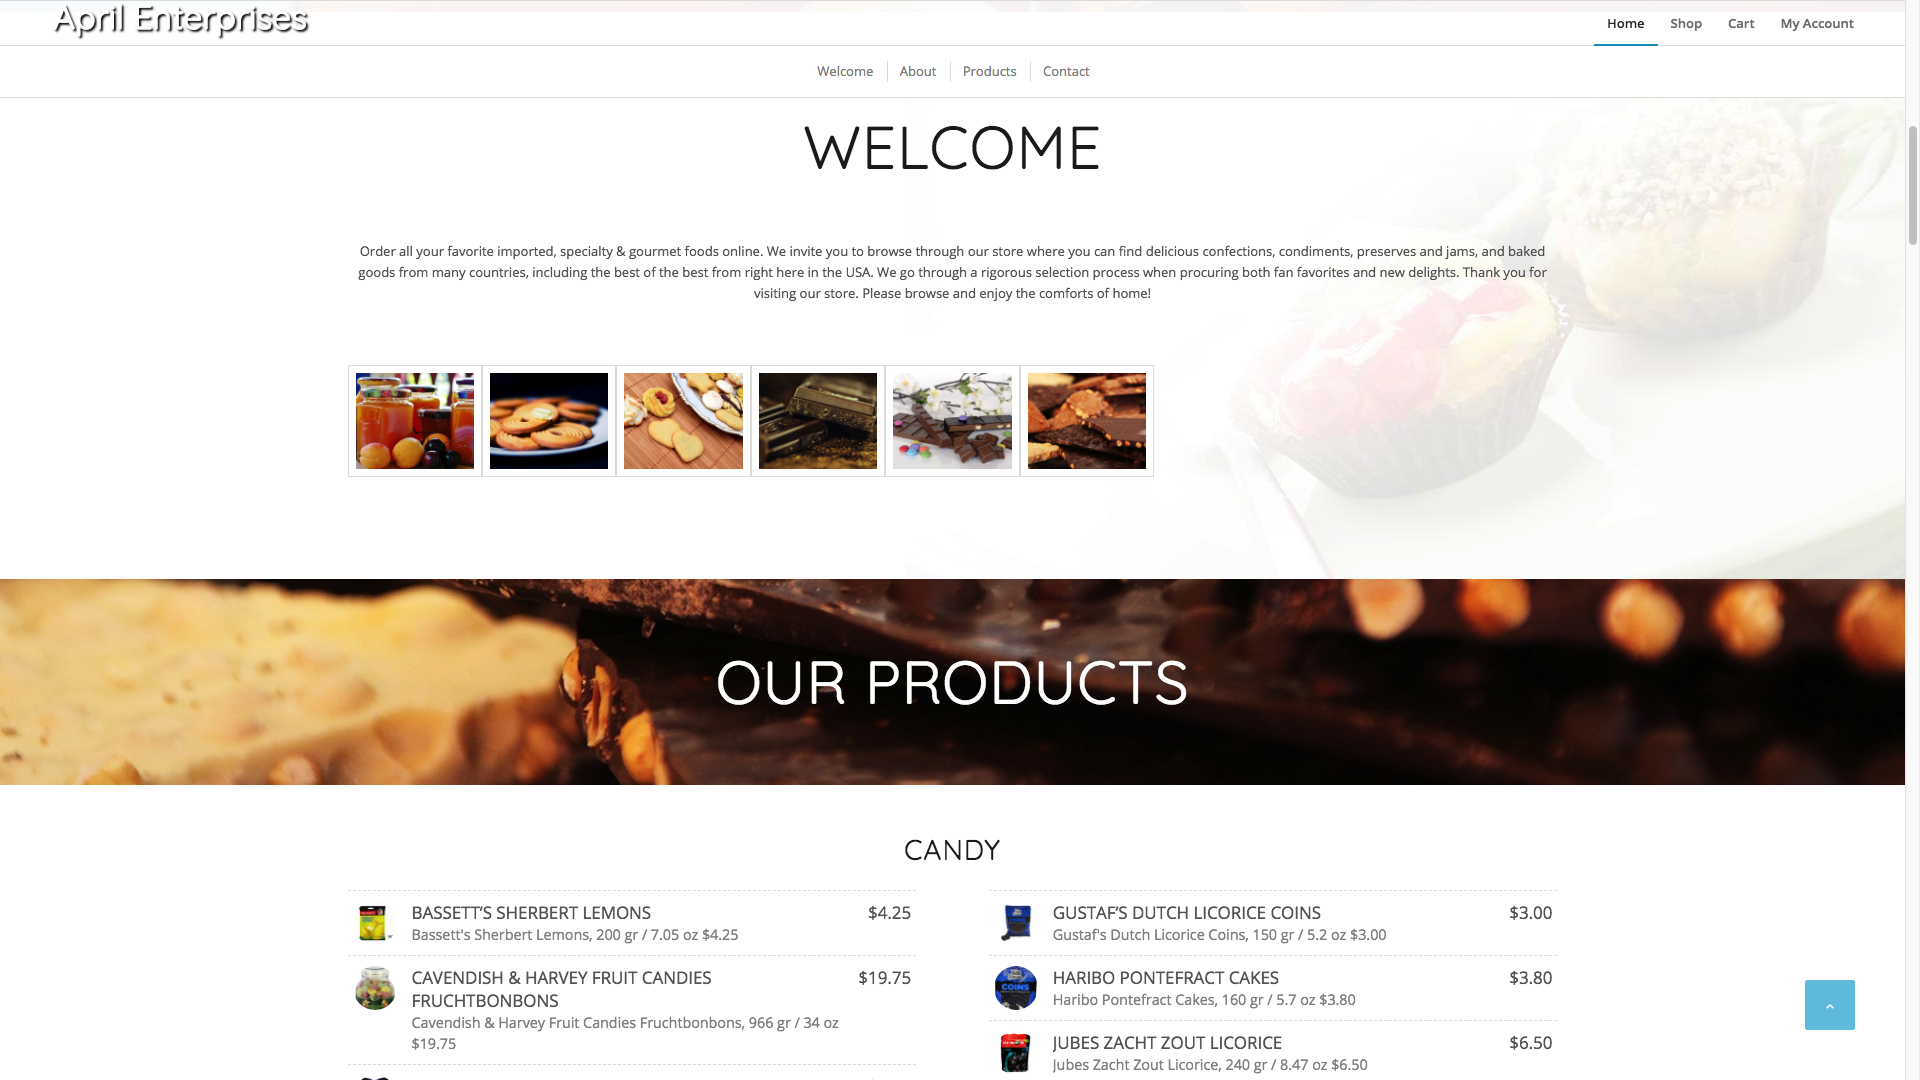 April Enterprises
Home Shop Cart My Account
Welcome About Products Contact
WELCOME
Order all your favorite imported, specialty & gourmet foods online. We invite you to browse through our store where you can find delicious confections, condiments, preserves and jams, and baked
goods from many countries, including the best of the best from right here in the USA. We go through a rigorous selection process when procuring both fan favorites and new delights. Thank you for
visiting our store. Please browse and enjoy the comforts of home!
OUR PRODUCTS
CANDY
BASSETT’S SHERBERT LEMONS $4.25
Bassett's Sherbert Lemons, 200 gr / 7.05 oz $4.25
CAVENDISH & HARVEY FRUIT CANDIES $19.75
FRUCHTBONBONS
Cavendish & Harvey Fruit Candies Fruchtbonbons, 966 gr / 34 oz
$19.75
GUSTAF’S DUTCH LICORICE COINS $3.00
Gustaf's Dutch Licorice Coins, 150 gr / 5.2 oz $3.00
COINS
HARIBO PONTEFRACT CAKES $3.80
Haribo Pontefract Cakes, 160 gr / 5.7 oz $3.80
JUBES ZACHT ZOUT LICORICE $6.50
Jubes Zacht Zout Licorice, 240 gr / 8.47 oz $6.50